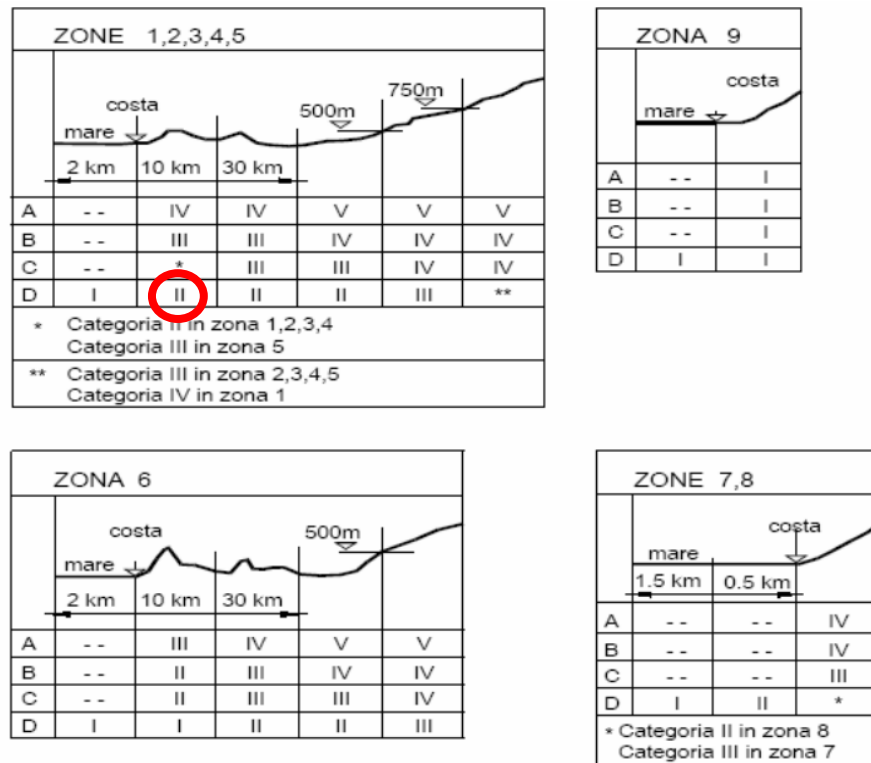 ZONE 1,2,3,4,5
costa
mare
500m
750m
2 km 10 km 30 km
A -- IV IV V V V
B -- III III IV IV IV
C -- * III III IV IV
D I II II II III **
* Categoria II in zona 1,2,3,4
Categoria III in zona 5
** Categoria III in zona 2,3,4,5
Categoria IV in zona 1
ZONA 9
costa
mare
A -- I
B -- I
C -- I
D I I
ZONA 6
costa
mare
500m
2 km 10 km 30 km
A -- III IV V V
B -- II III IV IV
C -- II III III IV
D I I II II III
ZONE 7,8
costa
mare
1.5 km 0.5 km
A -- -- IV
B -- -- IV
C -- -- III
D I II *
* Categoria II in zona 8
Categoria III in zona 7